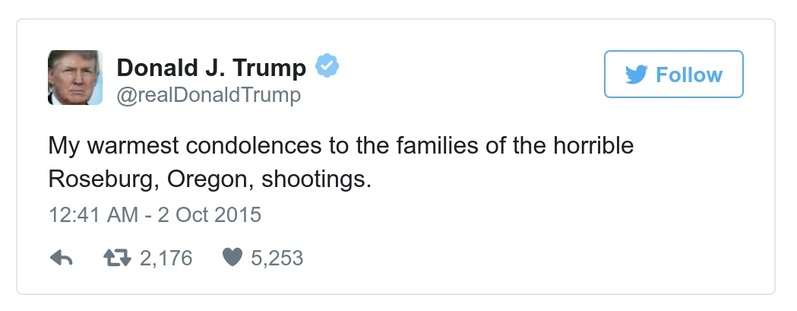 Donald J. Trump
@realDonaldTrump
Follow
My warmest condolences to the families of the horrible
Roseburg, Oregon, shootings.
12:41 AM - 2 Oct 2015
2,176 5,253